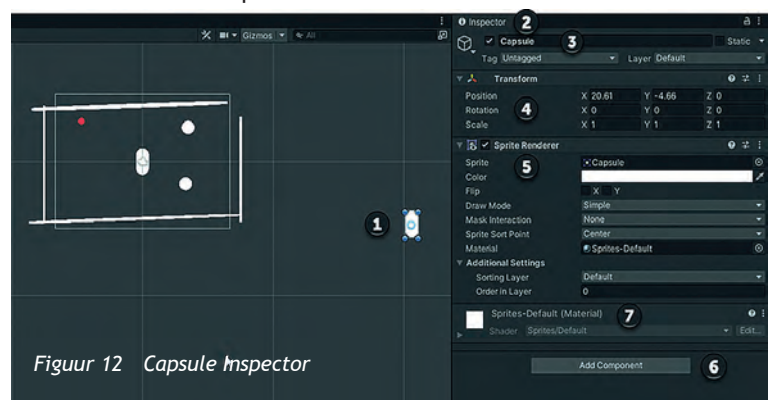 Inspector
2
Gizmos
All
Capsule
3
Static
Tag Untagged
Layer Default
Transform
Position X 20.61 Y -4.66 Z 0
Rotation X 0 Y 0 Z 0
4
Scale X 1 Y 1 Z 1
Sprite Renderer
Sprite Capsule
5
Color
Flip X Y
Draw Mode Simple
1
Mask Interaction None
Sprite Sort Point Center
Material Sprites-Default
Additional Settings
Sorting Layer Default
Order in Layer 0
Sprites-Default (Material)
7
Shader Sprites/Default Edit...
Add Component
6
Figuur 12 Capsule Inspector